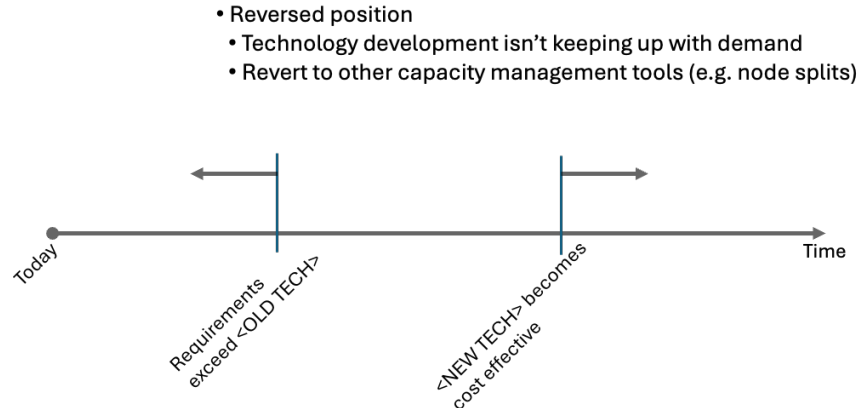 • Reversed position
• Technology development isn’t keeping up with demand
• Revert to other capacity management tools (e.g. node splits)
Today
Requirements
exceed <OLD TECH>
<NEW TECH> becomes
cost effective
Time